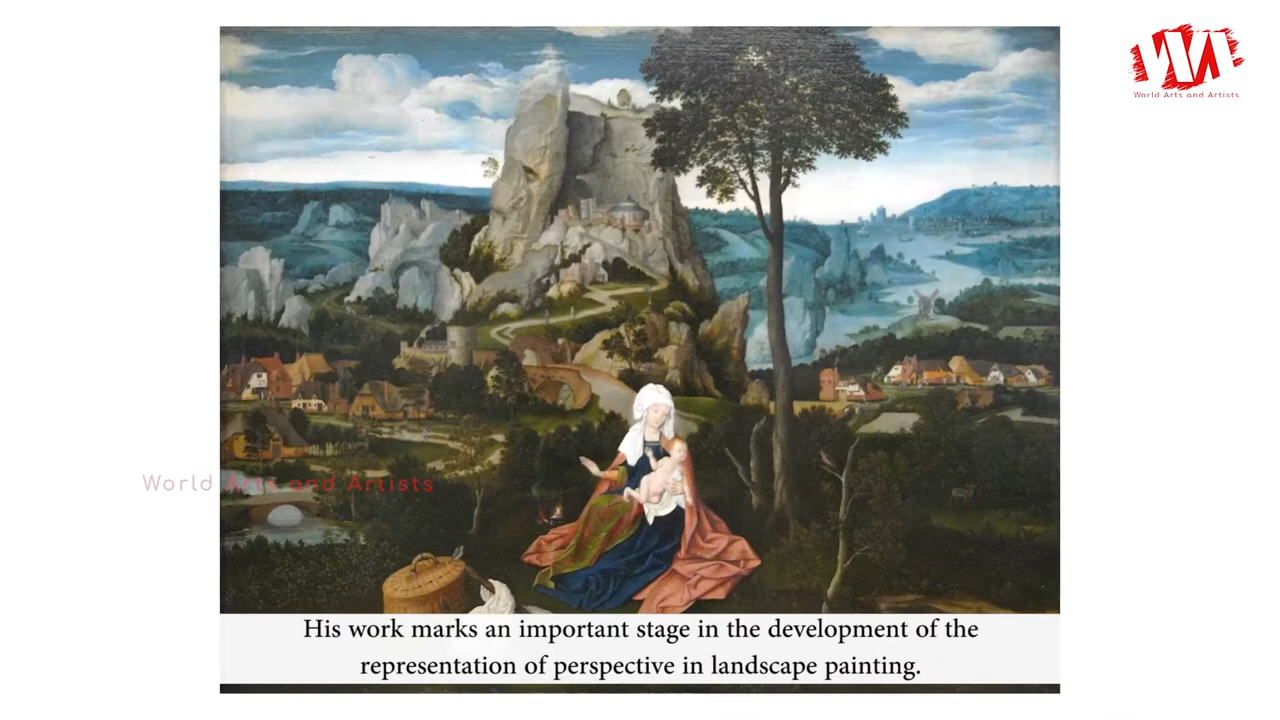 World Arts and Artists
World Arts and Artists
His work marks an important stage in the development of the
representation of perspective in landscape painting.